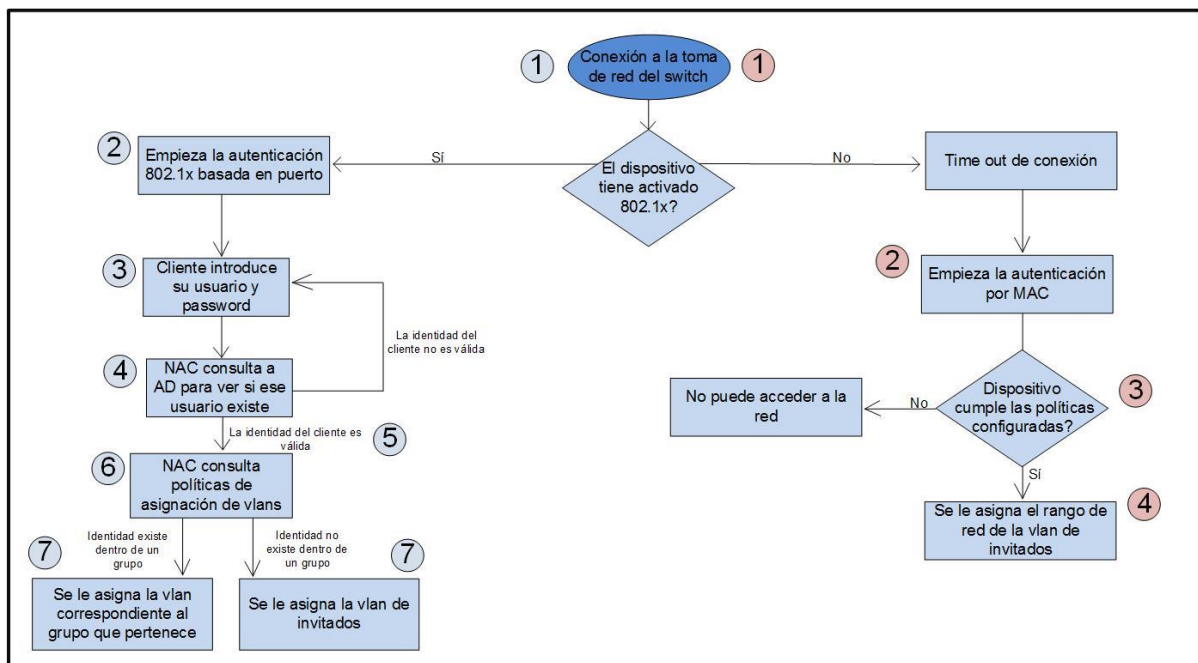 1
Conexión a la toma
de red del switch
1
2
Empieza la autenticación
802.1x basada en puerto
Sí
El dispositivo
tiene activado
802.1x?
No
Time out de conexión
3
Cliente introduce
su usuario y
password
2
Empieza la autenticación
por MAC
La identidad del
cliente no es válida
4
NAC consulta a
AD para ver si ese
usuario existe
No puede acceder a la
red
No
Dispositivo
cumple las políticas
configuradas?
3
La identidad del cliente es
válida
5
6
NAC consulta
políticas de
asignación de vlans
Sí
Se le asigna el rango de
red de la vlan de
invitados
4
Identidad existe
dentro de un
grupo
Identidad no
existe dentro de
un grupo
7
7
Se le asigna la vlan
correspondiente al
grupo que pertenece
Se le asigna la vlan de
invitados